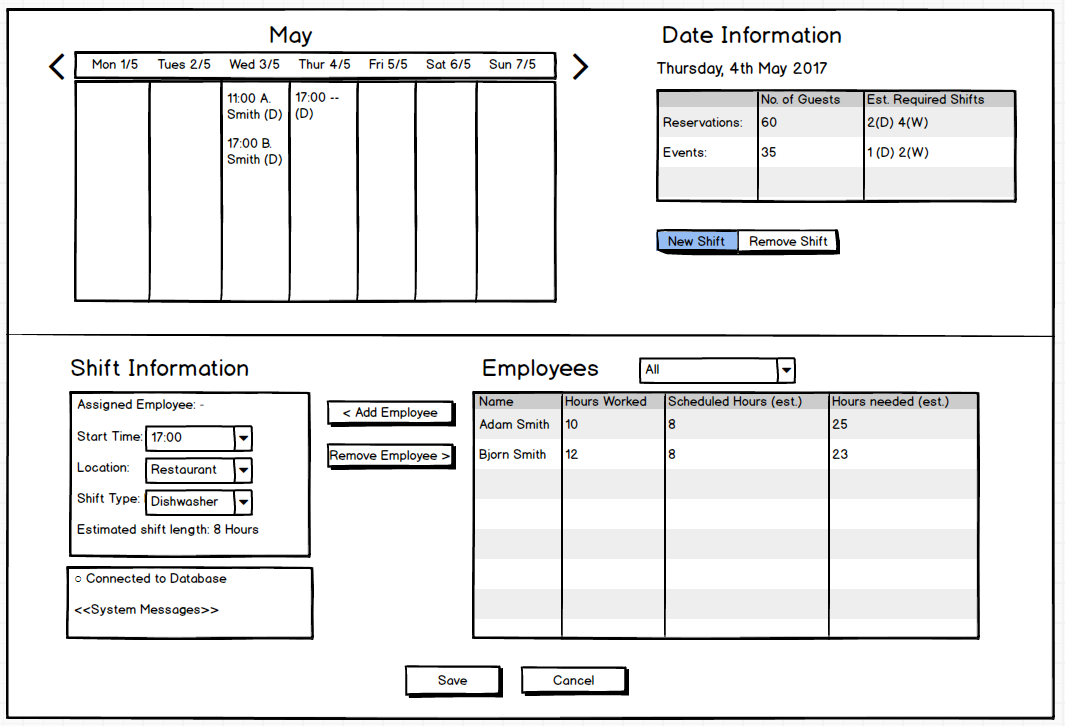 May
Mon 1/5 Tues 2/5 Wed 3/5 Thur 4/5 Fri 5/5 Sat 6/5 Sun 7/5
11:00 A.
Smith (D)
17:00 B.
Smith (D)
17:00 --
(D)
Date Information
Thursday, 4th May 2017
No. of Guests Est. Required Shifts
Reservations: 60 2(D) 4(W)
Events: 35 1 (D) 2(W)
New Shift Remove Shift
Shift Information
Assigned Employee: -
Start Time: 17:00
Location: Restaurant
Shift Type: Dishwasher
Estimated shift length: 8 Hours
○ Connected to Database
<<System Messages>>
< Add Employee
Remove Employee >
Employees All
Name Hours Worked Scheduled Hours (est.) Hours needed (est.)
Adam Smith 10 8 25
Bjorn Smith 12 8 23
Save Cancel